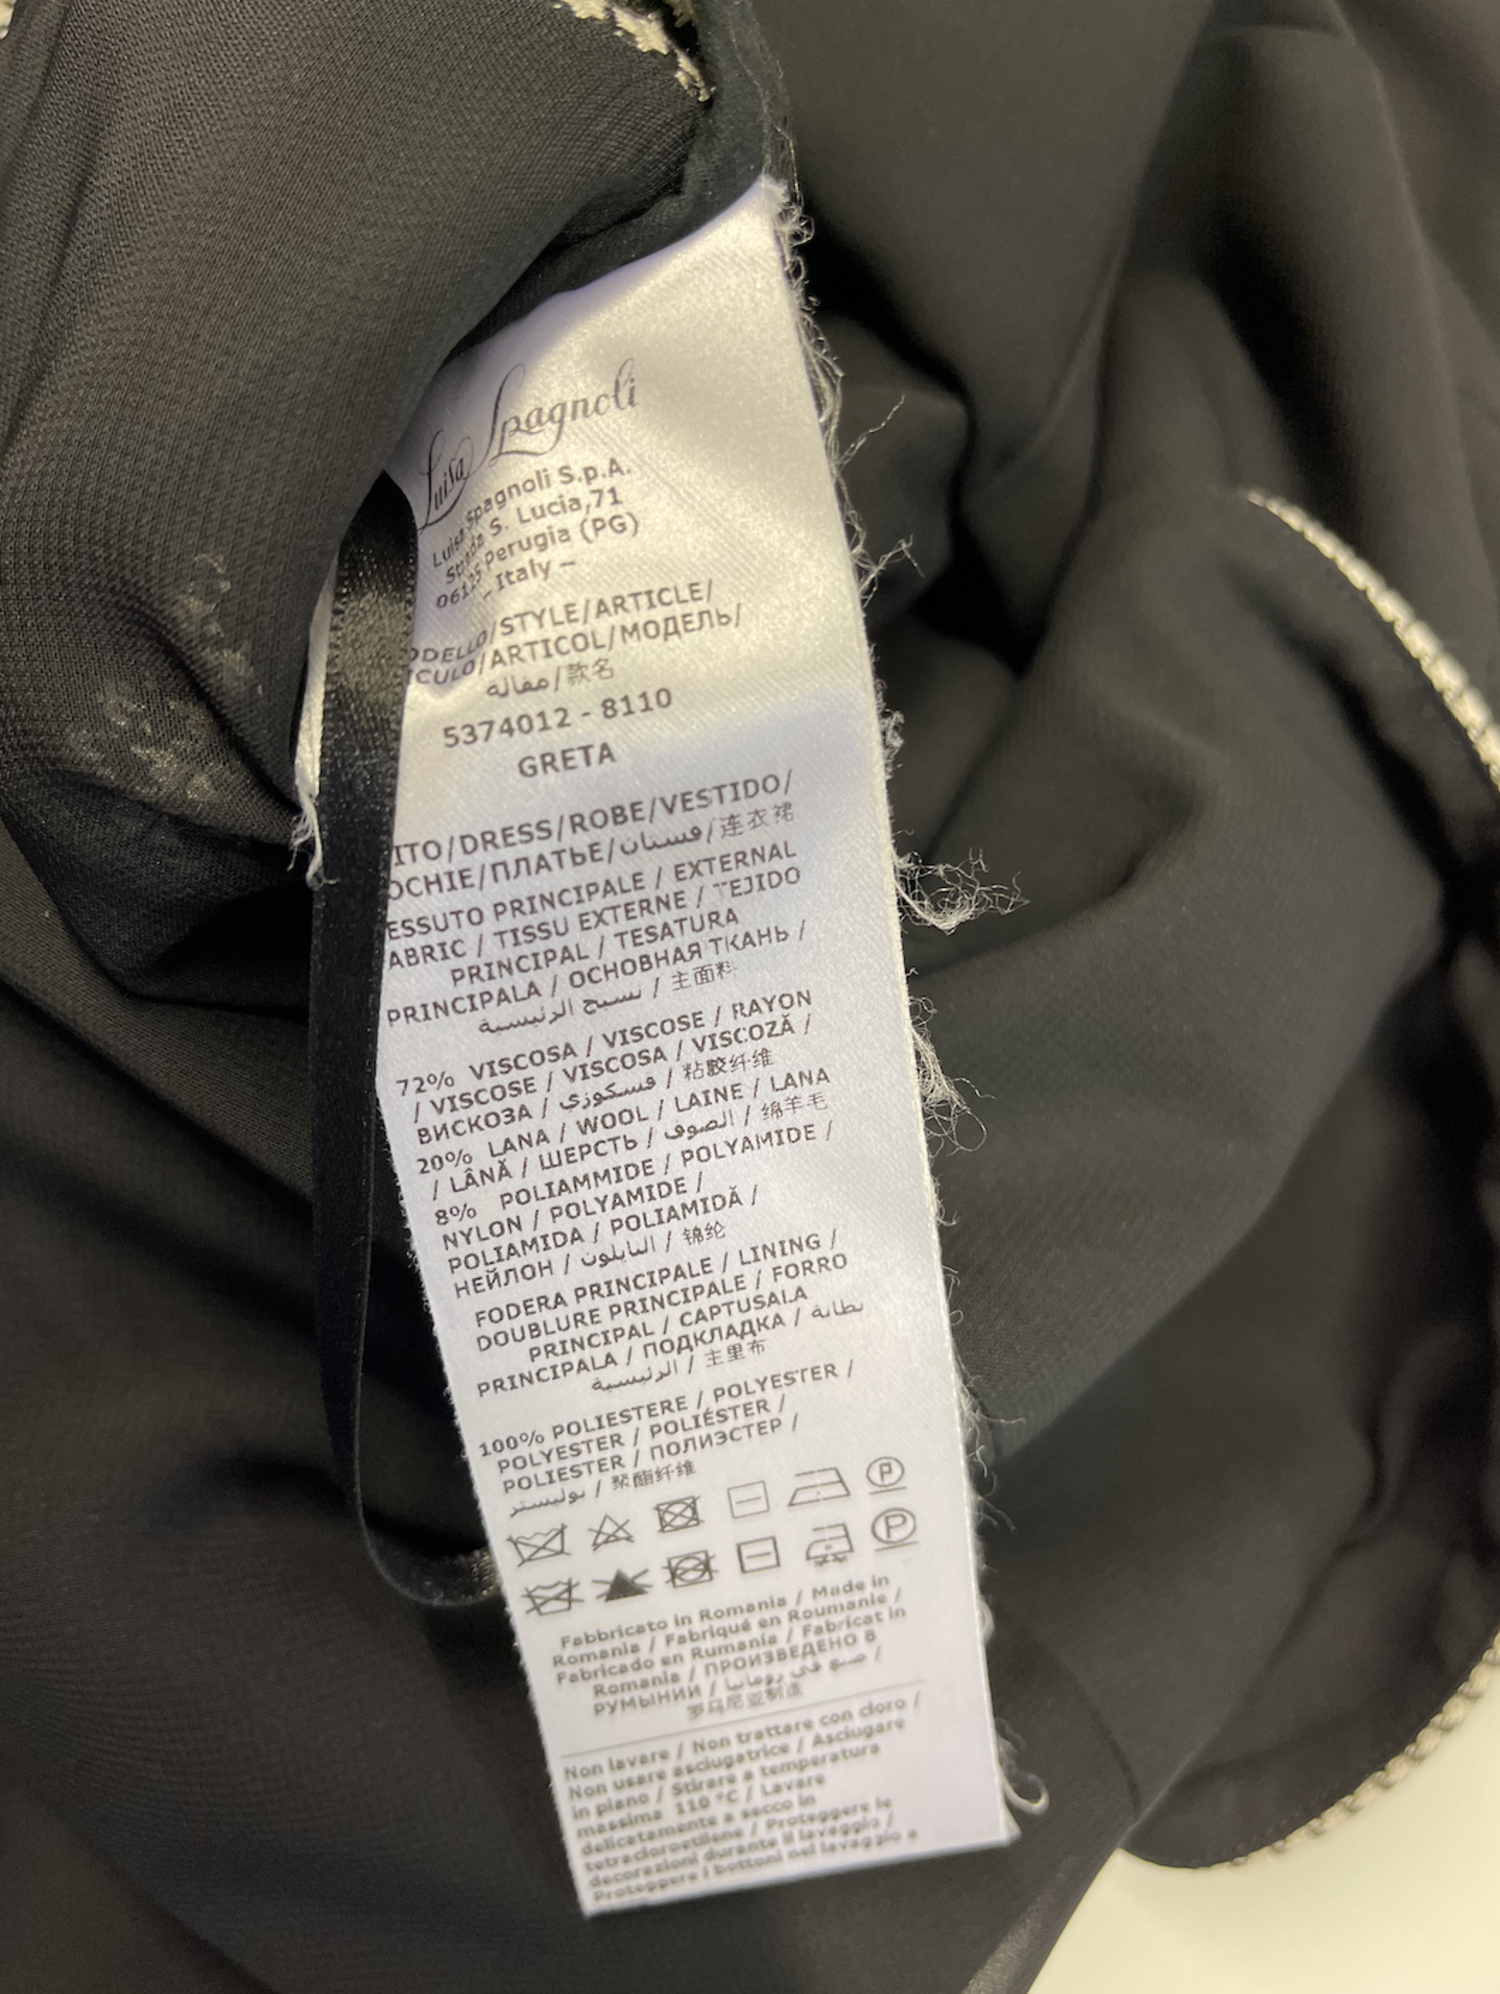 Luisa Spagnoli
Luisa Spagnoli S.p.A.
Strada S. Lucia,71
06125 Perugia (PG)
_ Italy –
ODELLO/STYLE/ARTICLE/
ICULO/ARTICOL/МОДЕЛЬ/
مقالة/款名
5374012 - 8110
GRETA
ITO/DRESS/ROBE/VESTIDO/
OCHIE/ПЛАТЬЕ/فستان/连衣裙
ESSUTO PRINCIPALE / EXTERNAL
ABRIC / TISSU EXTERNE / TEJIDO
PRINCIPAL / TESATURA
PRINCIPALA / ОСНОВНАЯ ТКАНЬ /
نسيج الرئيسية / 主面料
72% VISCOSA / VISCOSE / RAYON
/ VISCOSE / VISCOSA / VISCOZĂ /
ВИСКОЗА / فسكوزي / 粘胶纤维
20% LANA / WOOL / LAINE / LANA
/ LÂNĂ / ШЕРСТЬ / الصوف / 绵羊毛
8% POLIAMMIDE / POLYAMIDE /
NYLON / POLYAMIDE /
POLIAMIDA / POLIAMIDĂ /
НЕЙЛОН / النايلون / 锦纶
FODERA PRINCIPALE / LINING /
DOUBLURE PRINCIPALE / FORRO
PRINCIPAL / CAPTUSALA
PRINCIPALA / ПОДКЛАДКА / بطانة
الرئيسية / 主里布
100% POLIESTERE / POLYESTER /
POLYESTER / POLIÉSTER /
POLIESTER / ПОЛИЭСТЕР /
بوليستر / 聚酯纤维
P
P
Fabbricato in Romania / Made in
Romania / Fabriqué en Roumanie /
Fabricado en Rumanía / Fabricat in
Romania / ПРОИЗВЕДЕНО В
РУМЫНИИ / صنع في رومانيا /
罗马尼亚制造
Non lavare / Non trattare con cloro /
Non usare asciugatrice / Asciugare
in piano / Stirare a temperatura
massima 110 °C / Lavare
delicatamente a secco in
tetracloroetilene / Proteggere le
decorazioni durante il lavaggio /
Proteggere i bottoni nel lavaggio a